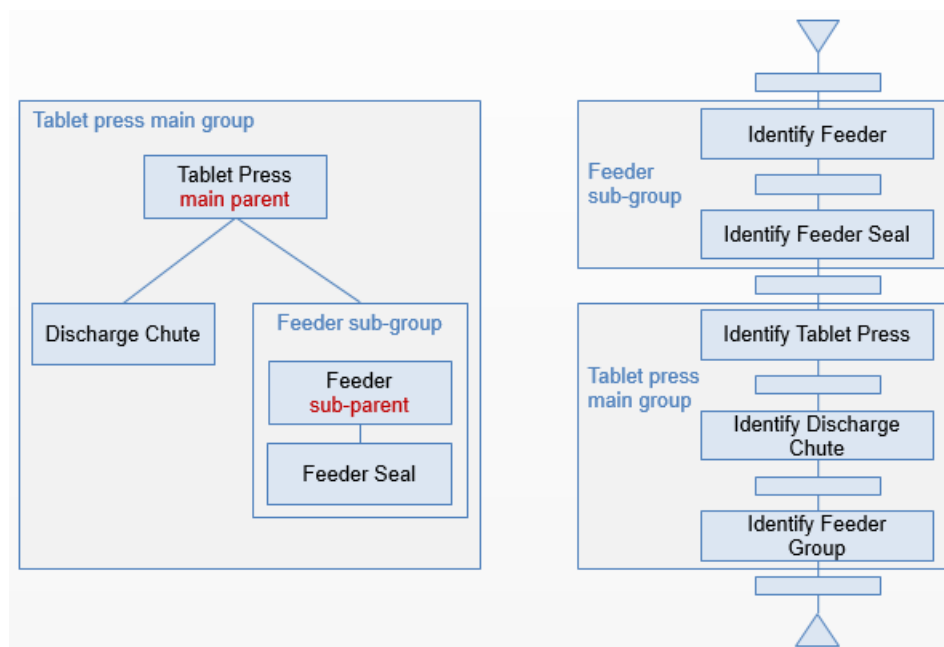 Tablet press main group
Tablet Press
main parent
Discharge Chute
Feeder sub-group
Feeder
sub-parent
Feeder Seal
Feeder
sub-group
Identify Feeder
Identify Feeder Seal
Tablet press
main group
Identify Tablet Press
Identify Discharge
Chute
Identify Feeder
Group